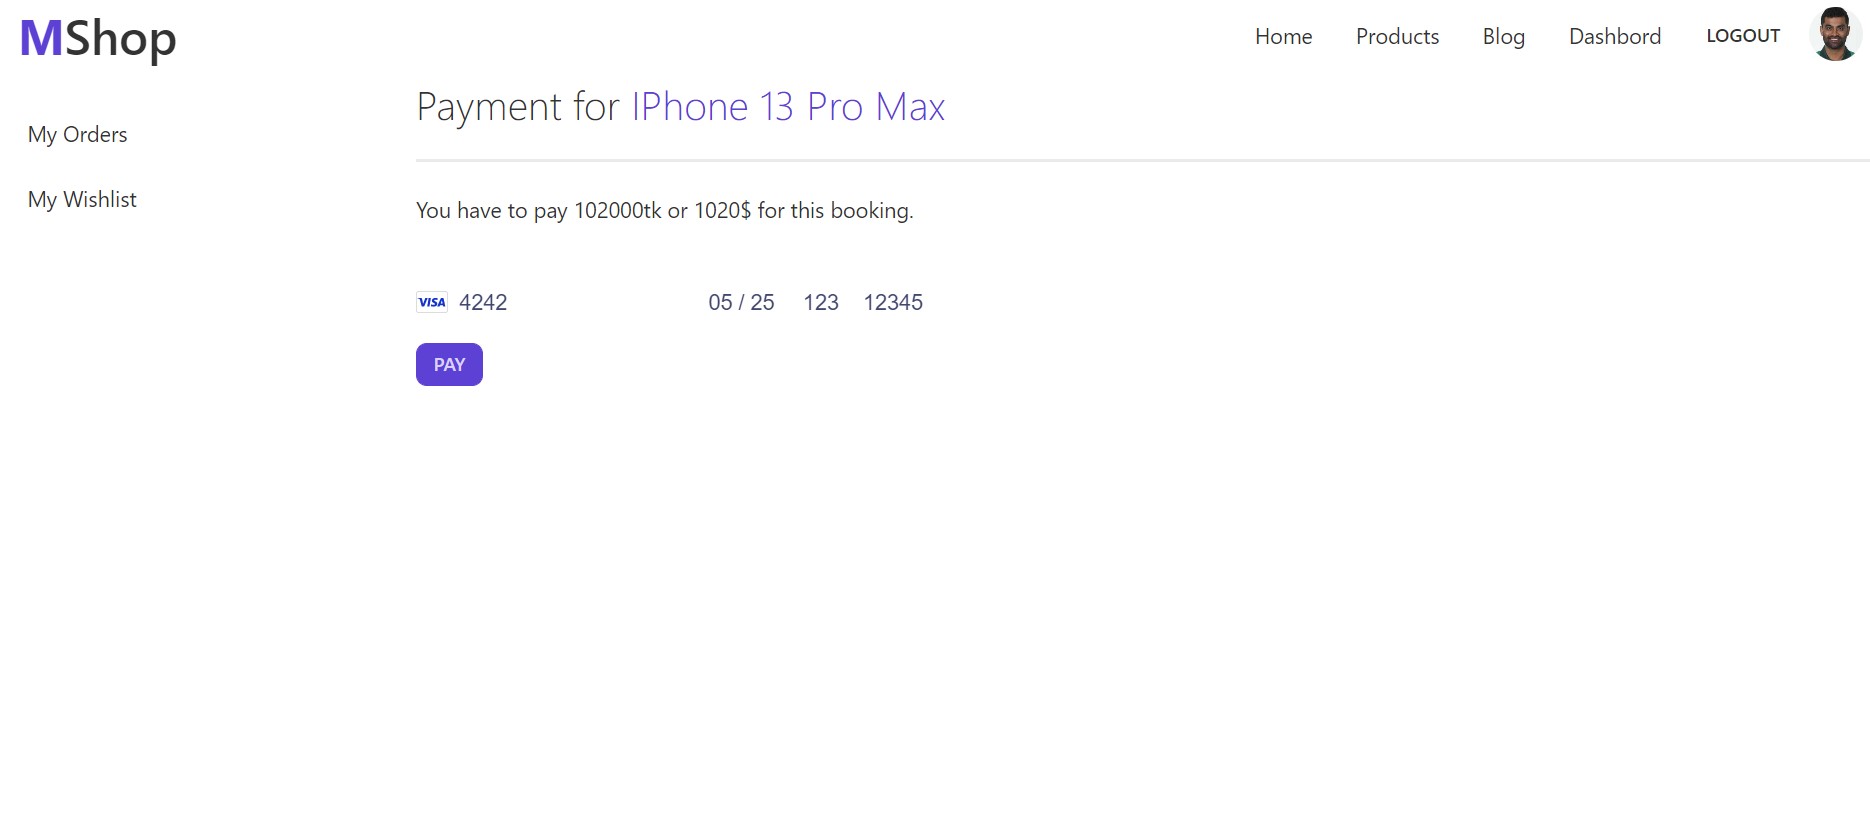 MShop
Home Products Blog Dashbord LOGOUT
My Orders
My Wishlist
Payment for IPhone 13 Pro Max
You have to pay 102000tk or 1020$ for this booking.
VISA 4242 05 / 25 123 12345
PAY